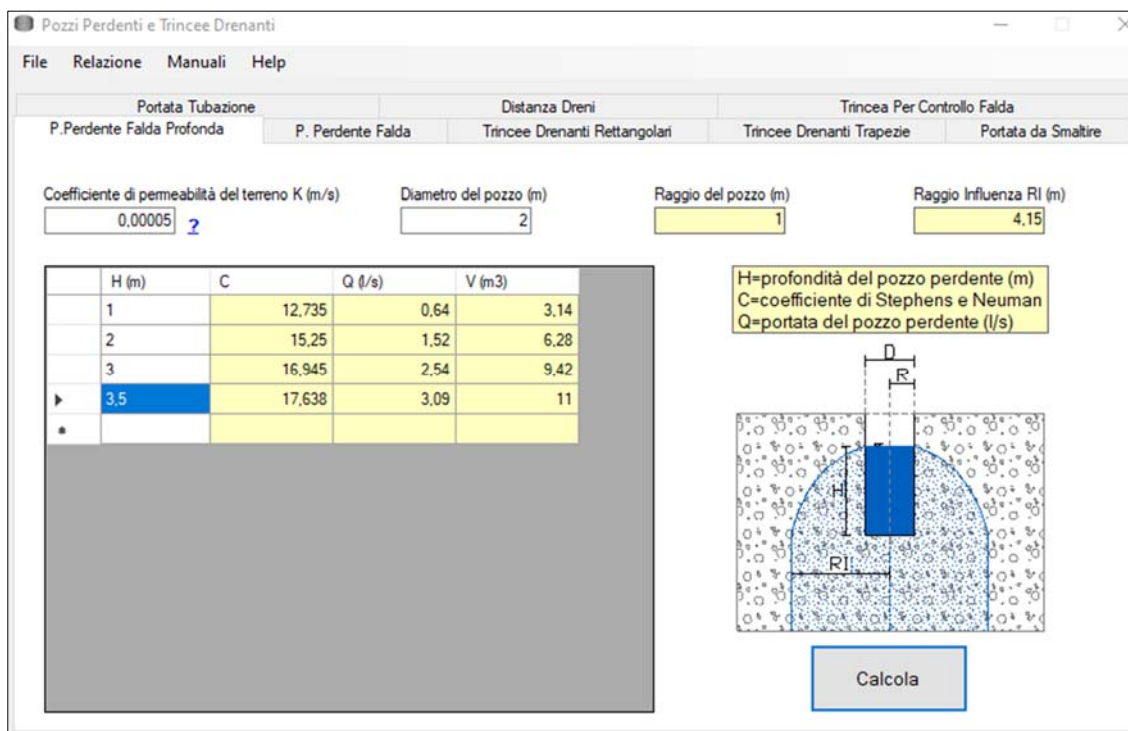 Pozzi Perdenti e Trincee Drenanti
File Relazione Manuali Help
Portata Tubazione Distanza Dreni Trincea Per Controllo Falda
P.Perdente Falda Profonda P. Perdente Falda Trincee Drenanti Rettangolari Trincee Drenanti Trapezie Portata da Smaltire
Coefficiente di permeabilità del terreno K (m/s) Diametro del pozzo (m) Raggio del pozzo (m) Raggio Influenza RI (m)
0,00005 ? 2 1 4,15
H (m) C Q (l/s) V (m3)
1 12,735 0,64 3,14
2 15,25 1,52 6,28
3 16,945 2,54 9,42
3,5 17,638 3,09 11
H=profondità del pozzo perdente (m)
C=coefficiente di Stephens e Neuman
Q=portata del pozzo perdente (l/s)
D
R
H
RI
Calcola